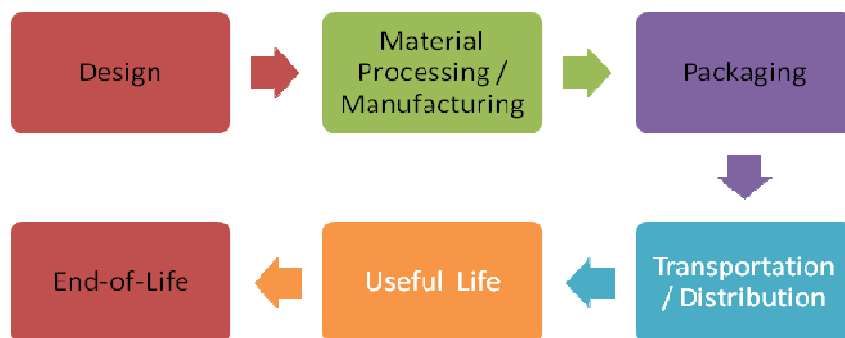 Design
Material
Processing /
Manufacturing
Packaging
Transportation
/ Distribution
Useful Life
End-of-Life